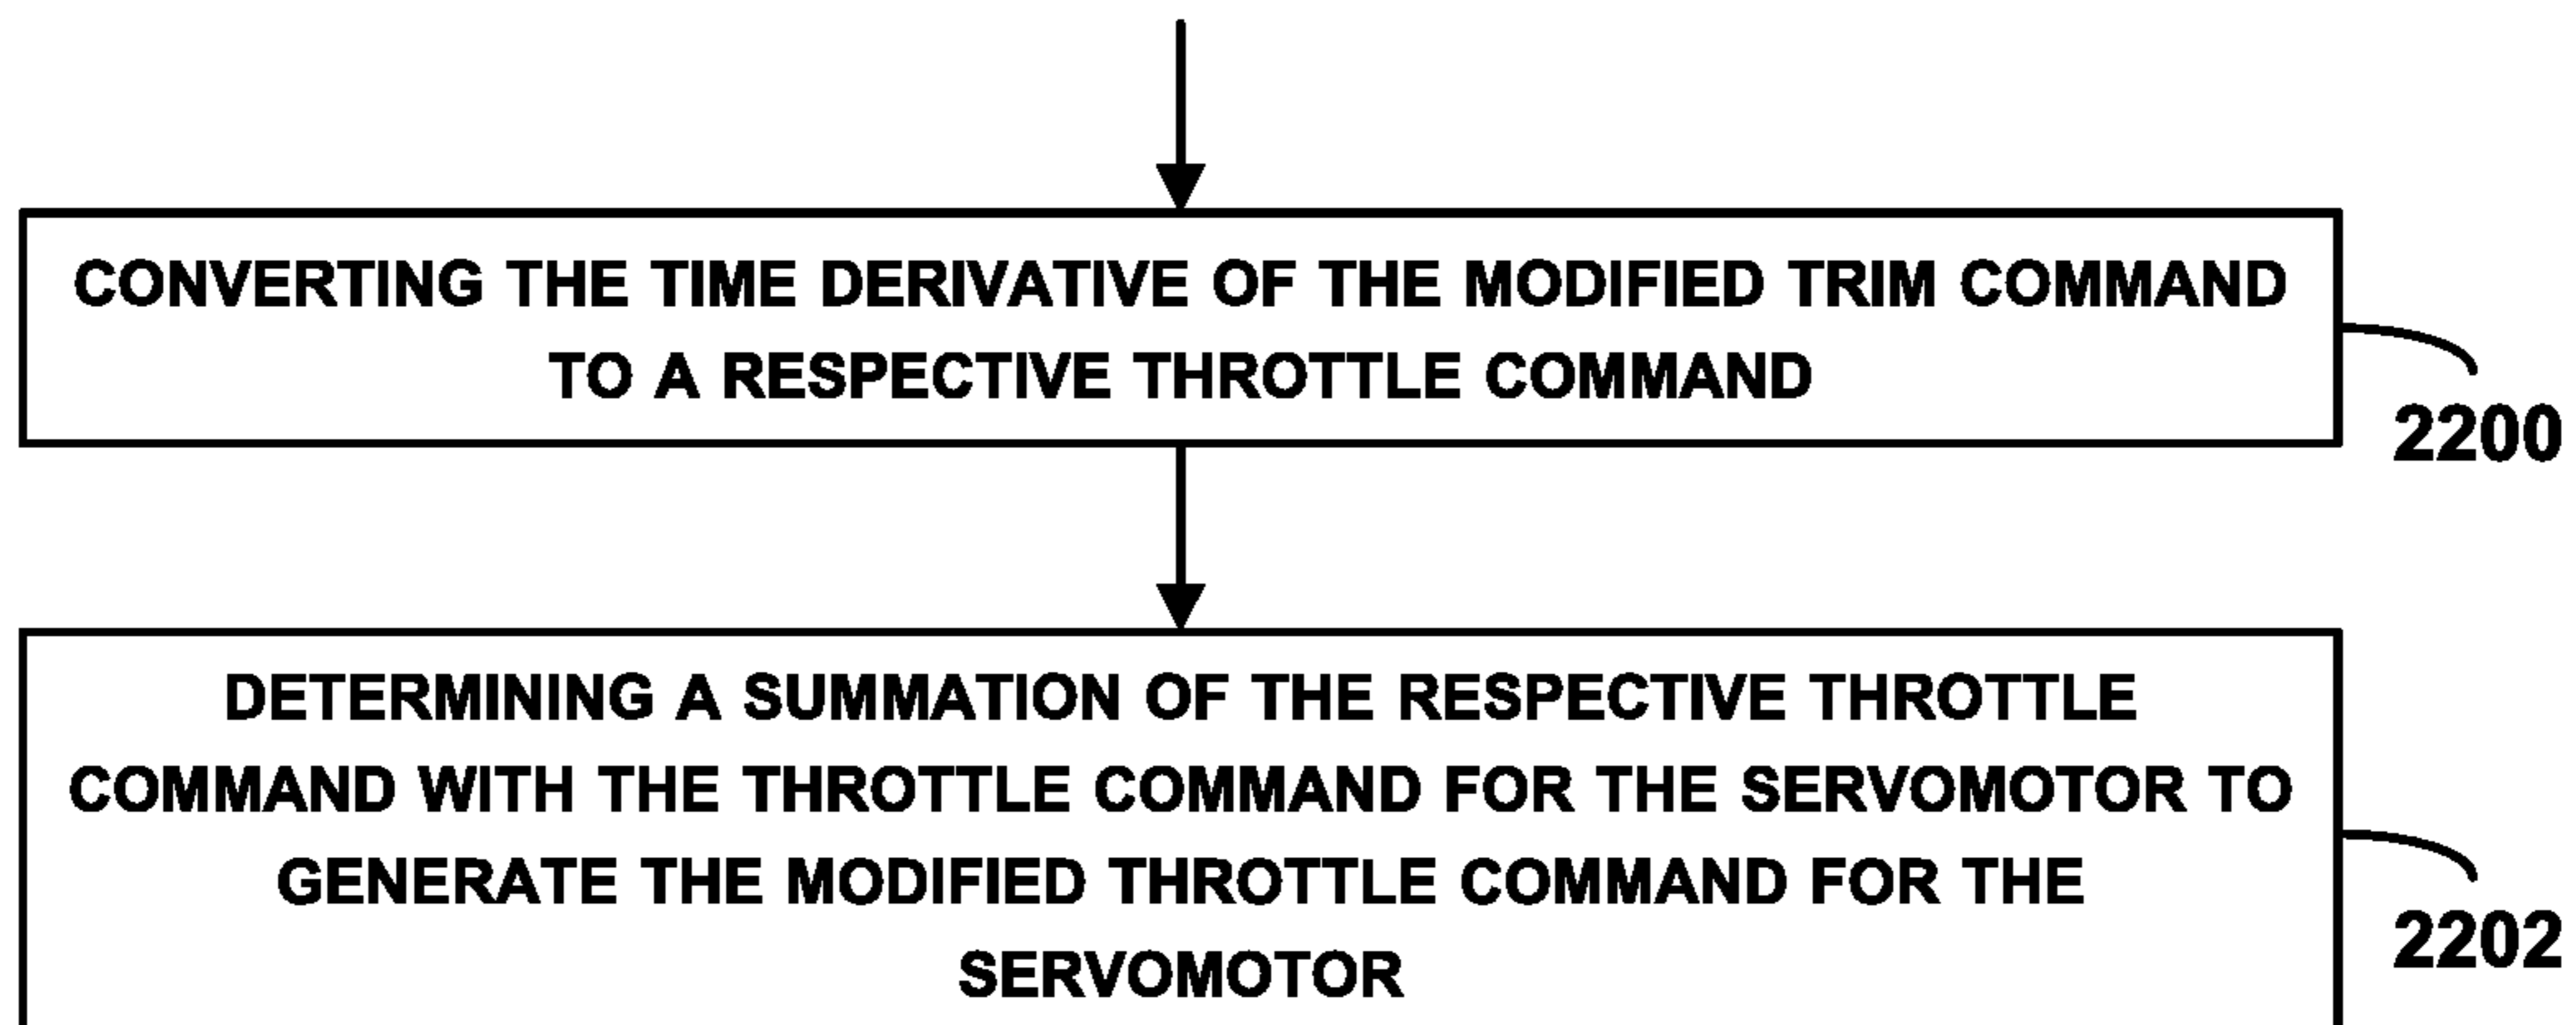 CONVERTING THE TIME DERIVATIVE OF THE MODIFIED TRIM COMMAND
TO A RESPECTIVE THROTTLE COMMAND
2200
DETERMINING A SUMMATION OF THE RESPECTIVE THROTTLE
COMMAND WITH THE THROTTLE COMMAND FOR THE SERVOMOTOR TO
GENERATE THE MODIFIED THROTTLE COMMAND FOR THE
SERVOMOTOR
2202